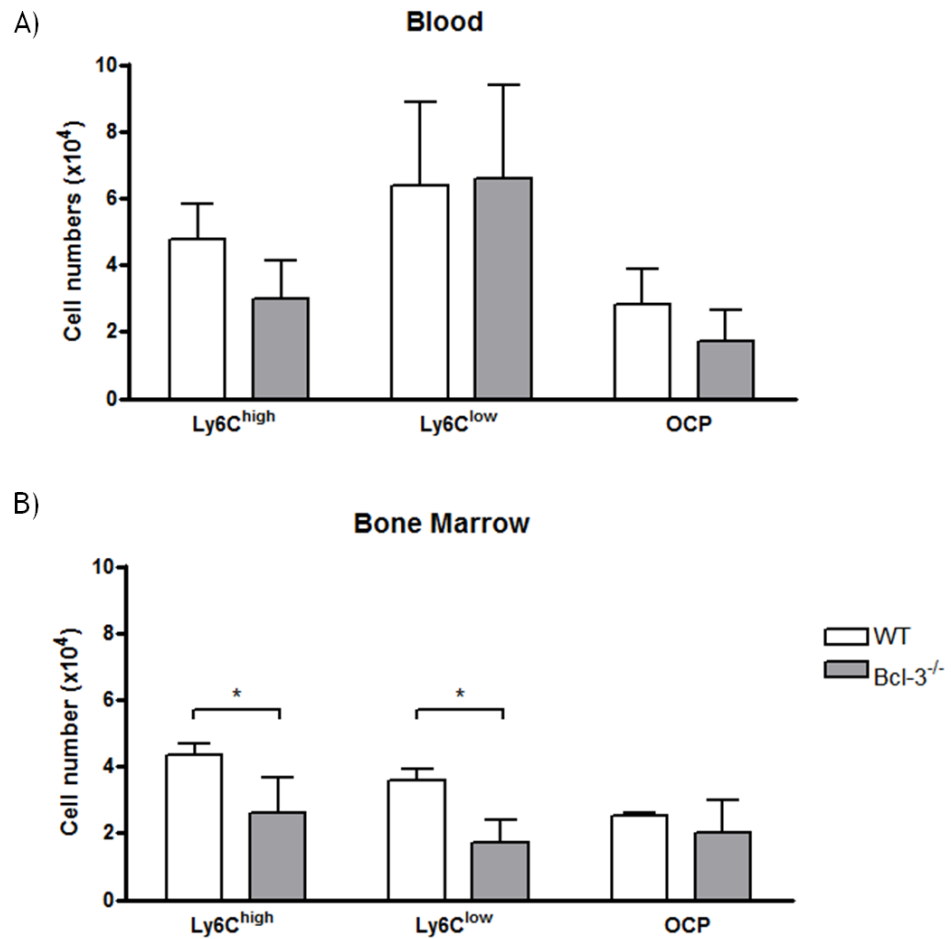 A)
Blood
Cell numbers (x10⁴)
10
8
6
4
2
0
Ly6Cʰⁱᵍʰ
Ly6Cˡᵒʷ
OCP
B)
Bone Marrow
Cell number (x10⁴)
10
8
6
4
2
0
*
*
WT
Bcl-3⁻/⁻
Ly6Cʰⁱᵍʰ
Ly6Cˡᵒʷ
OCP